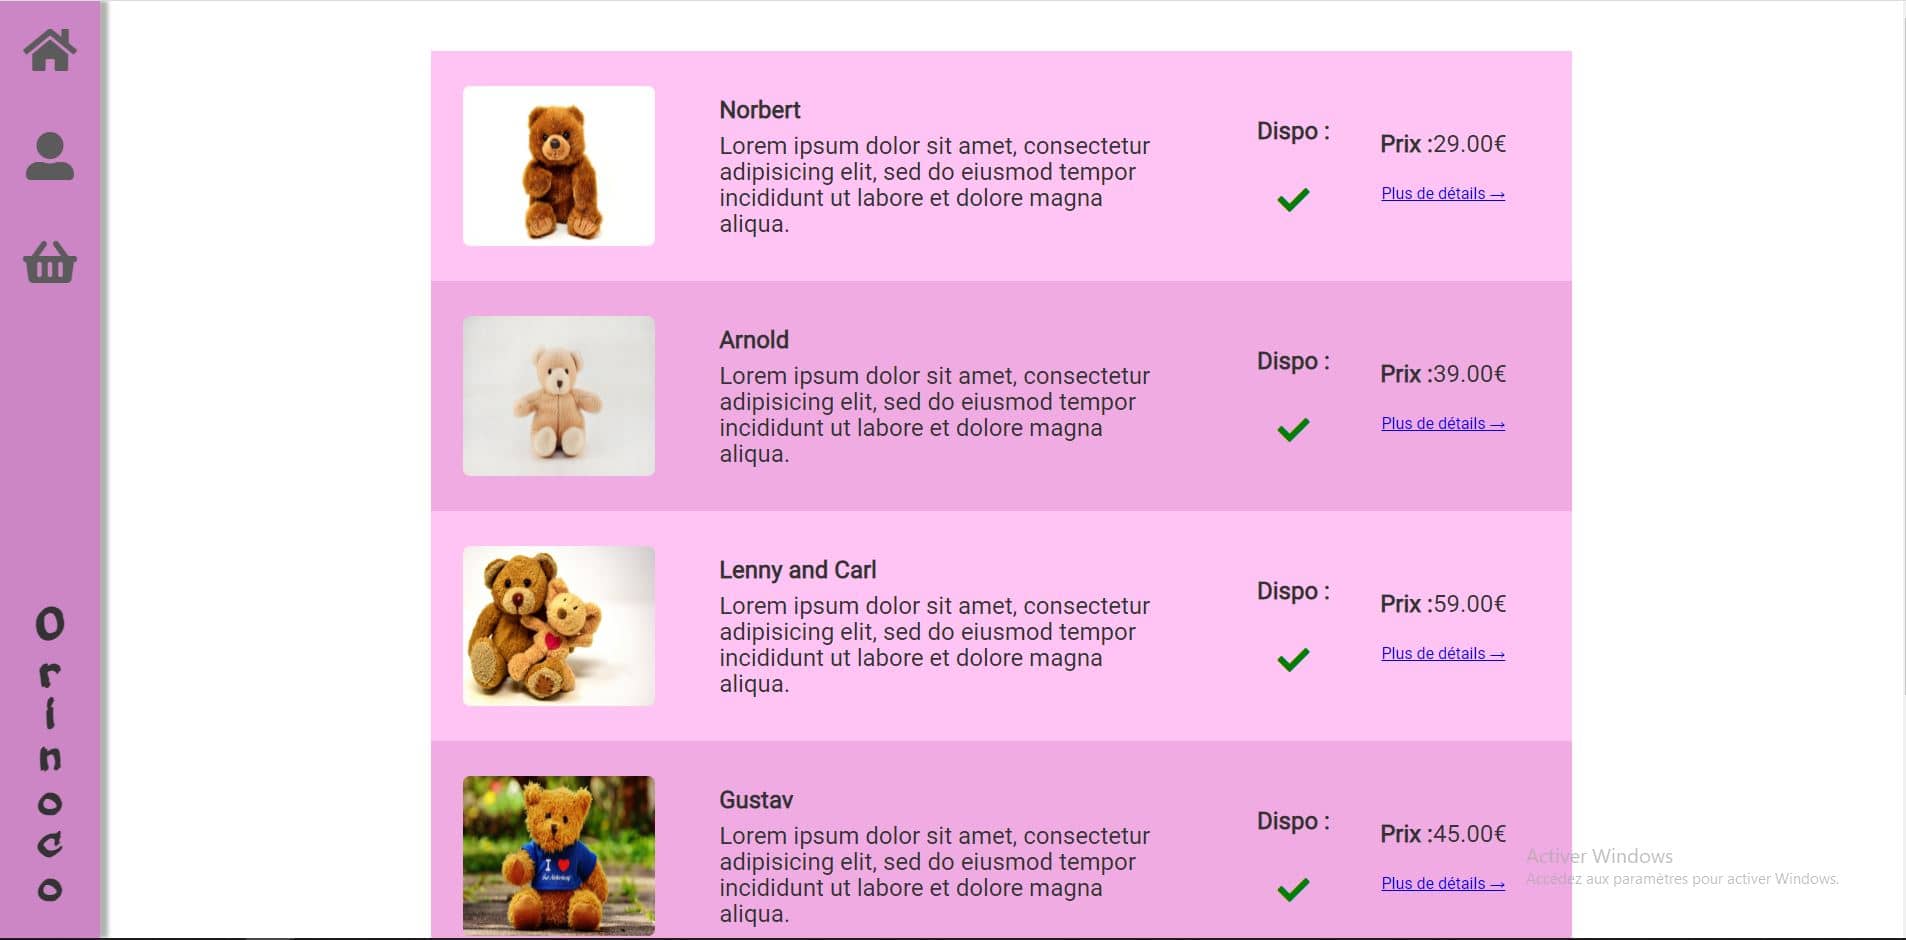 Orinoco
Norbert
Lorem ipsum dolor sit amet, consectetur
adipisicing elit, sed do eiusmod tempor
incididunt ut labore et dolore magna
aliqua.
Dispo :
Prix :29.00€
Plus de détails →
Arnold
Lorem ipsum dolor sit amet, consectetur
adipisicing elit, sed do eiusmod tempor
incididunt ut labore et dolore magna
aliqua.
Dispo :
Prix :39.00€
Plus de détails →
Lenny and Carl
Lorem ipsum dolor sit amet, consectetur
adipisicing elit, sed do eiusmod tempor
incididunt ut labore et dolore magna
aliqua.
Dispo :
Prix :59.00€
Plus de détails →
Gustav
Lorem ipsum dolor sit amet, consectetur
adipisicing elit, sed do eiusmod tempor
incididunt ut labore et dolore magna
aliqua.
Dispo :
Prix :45.00€
Plus de détails →
I
Activer Windows
Accédez aux paramètres pour activer Windows.